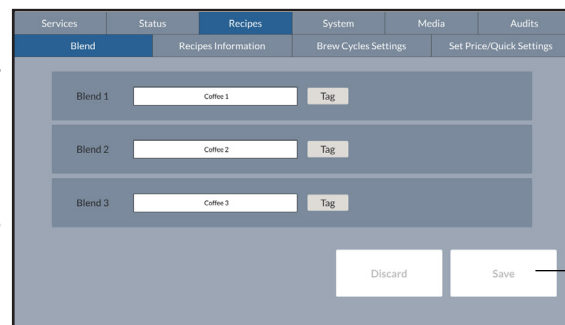 Services Status Recipes System Media Audits
Blend Recipes Information Brew Cycles Settings Set Price/Quick Settings
Blend 1 Coffee 1 Tag
Blend 2 Coffee 2 Tag
Blend 3 Coffee 3 Tag
Discard Save